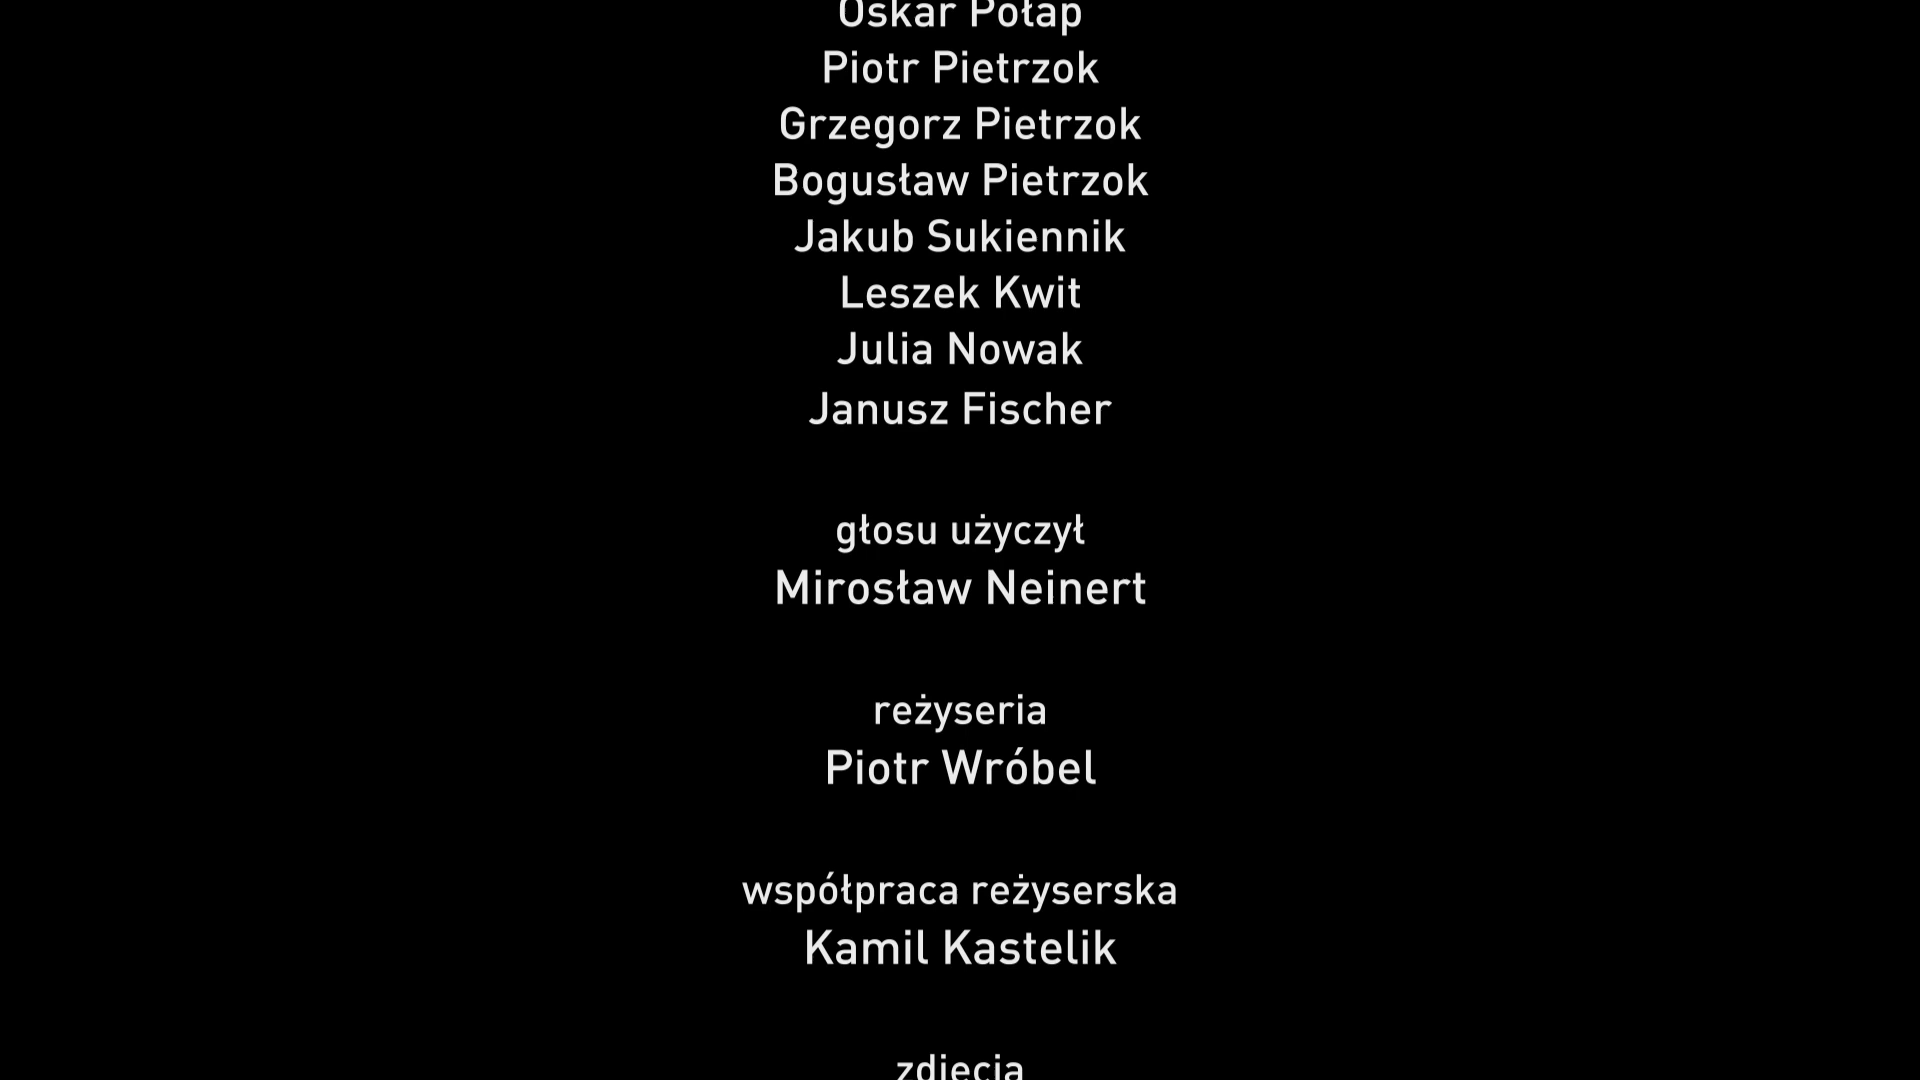 Oskar Połap
Piotr Pietrzok
Grzegorz Pietrzok
Bogusław Pietrzok
Jakub Sukiennik
Leszek Kwit
Julia Nowak
Janusz Fischer
głosu użyczył
Mirosław Neinert
reżyseria
Piotr Wróbel
współpraca reżyserska
Kamil Kastelik
zdjęcia